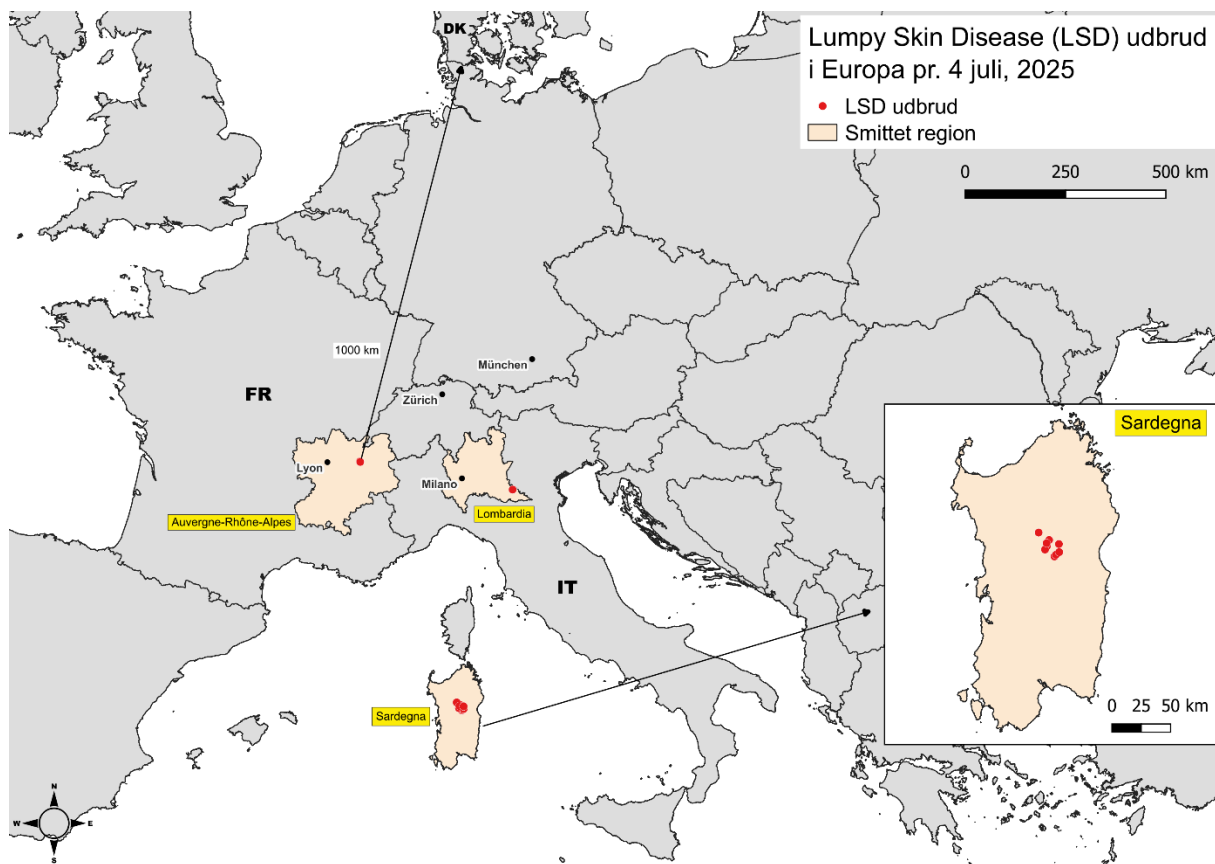 DK
Lumpy Skin Disease (LSD) udbrud
i Europa pr. 4 juli, 2025
LSD udbrud
Smittet region
0 250 500 km
1000 km
München
FR
Zürich
Lyon
Milano
Auvergne-Rhône-Alpes
Lombardia
IT
Sardegna
Sardegna
0 25 50 km
N
W E
S